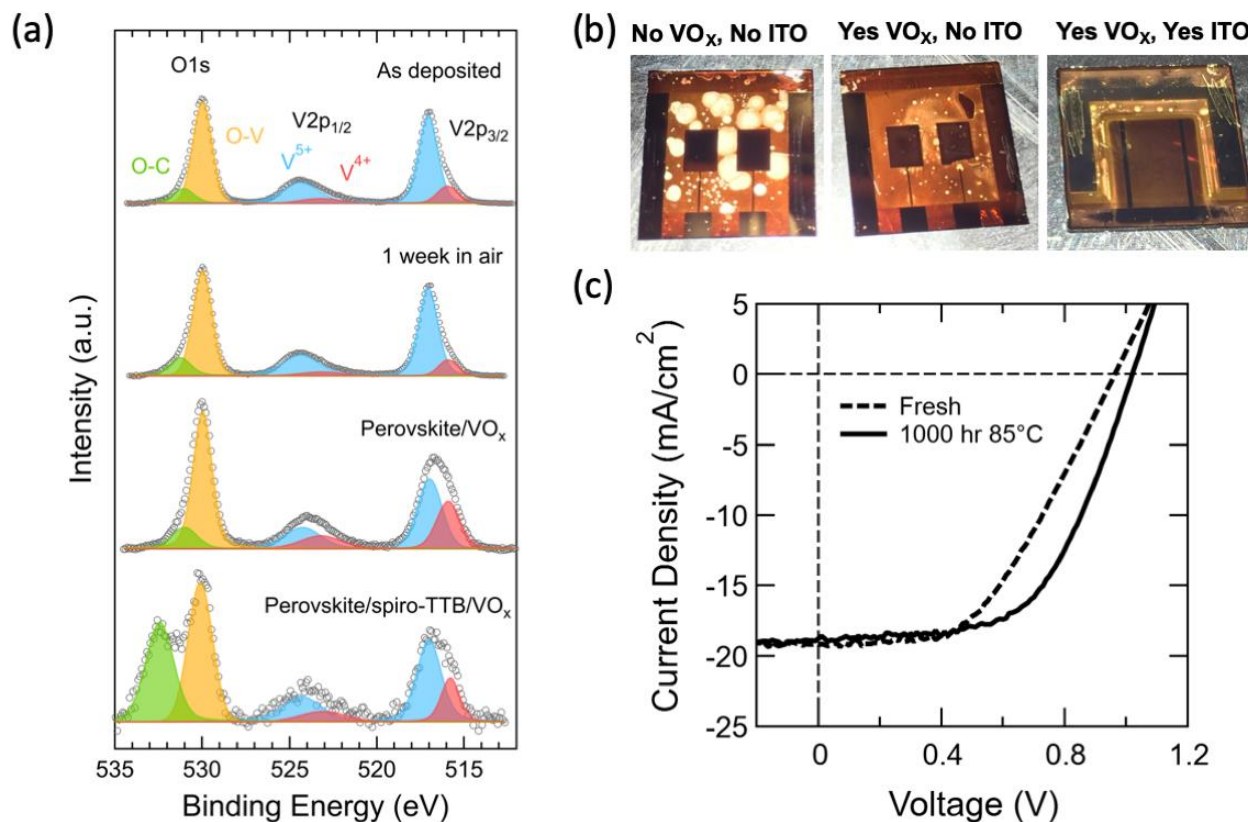 (a)
O1s
As deposited
O-C
O-V
V2p1/2
V5+
V4+
V2p3/2
1 week in air
Perovskite/VOx
Perovskite/spiro-TTB/VOx
Intensity (a.u.)
535 530 525 520 515
Binding Energy (eV)
(b)
No VOX, No ITO
Yes VOX, No ITO
Yes VOX, Yes ITO
(c)
5
0
-5
-10
-15
-20
-25
Fresh
1000 hr 85°C
Current Density (mA/cm2)
0 0.4 0.8 1.2
Voltage (V)